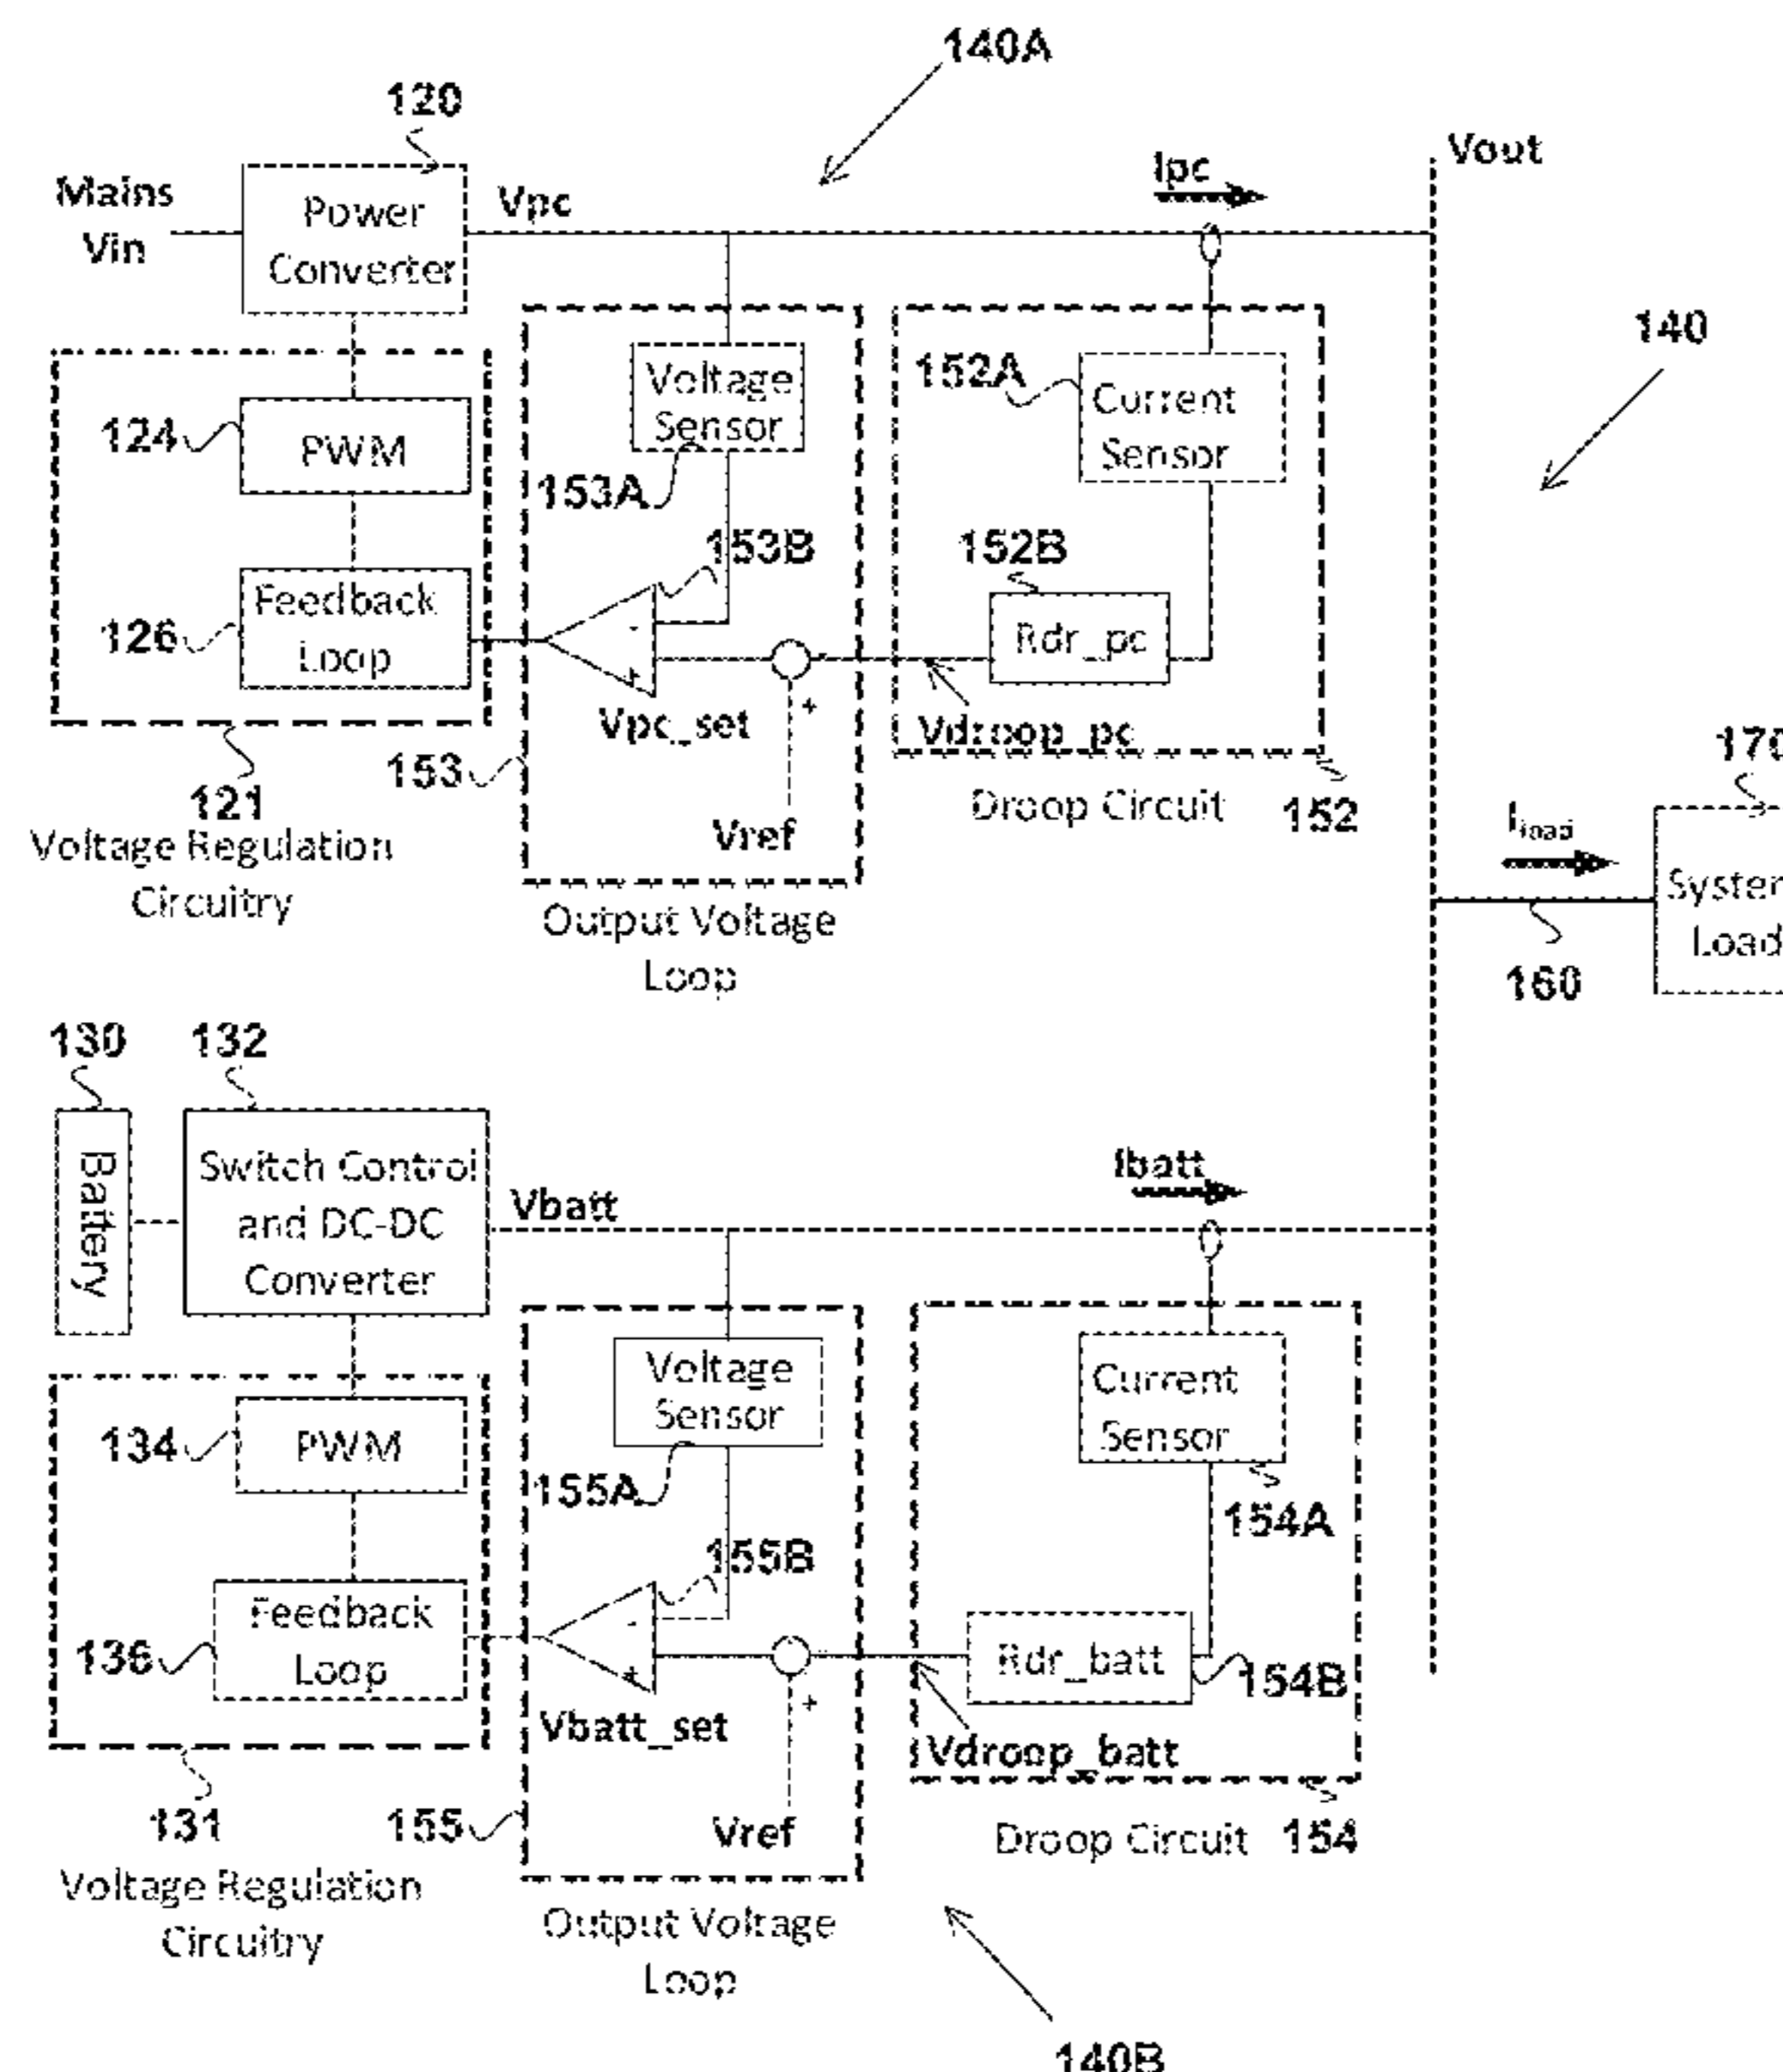 140A
120
Vout
Ipc
Mains
Vin
Power
Converter
Vpc
140
152A
Voltage
Sensor
Current
Sensor
124
PWM
153A
153B
152B
126
Feedback
Loop
-
+
Rdr_pc
-
+
Vpc_set
Vdroop_pc
153
121
Vref
Droop Circuit
152
170
Iload
Voltage Regulation
Circuitry
Output Voltage
Loop
System
Load
160
130
132
Battery
Switch Control
and DC-DC
Converter
Vbatt
Ibatt
Voltage
Sensor
Current
Sensor
134
PWM
155A
154A
155B
136
Feedback
Loop
-
+
Rdr_batt
154B
-
+
Vbatt_set
Vdroop_batt
131
155
Vref
Droop Circuit
154
Voltage Regulation
Circuitry
Output Voltage
Loop
140B